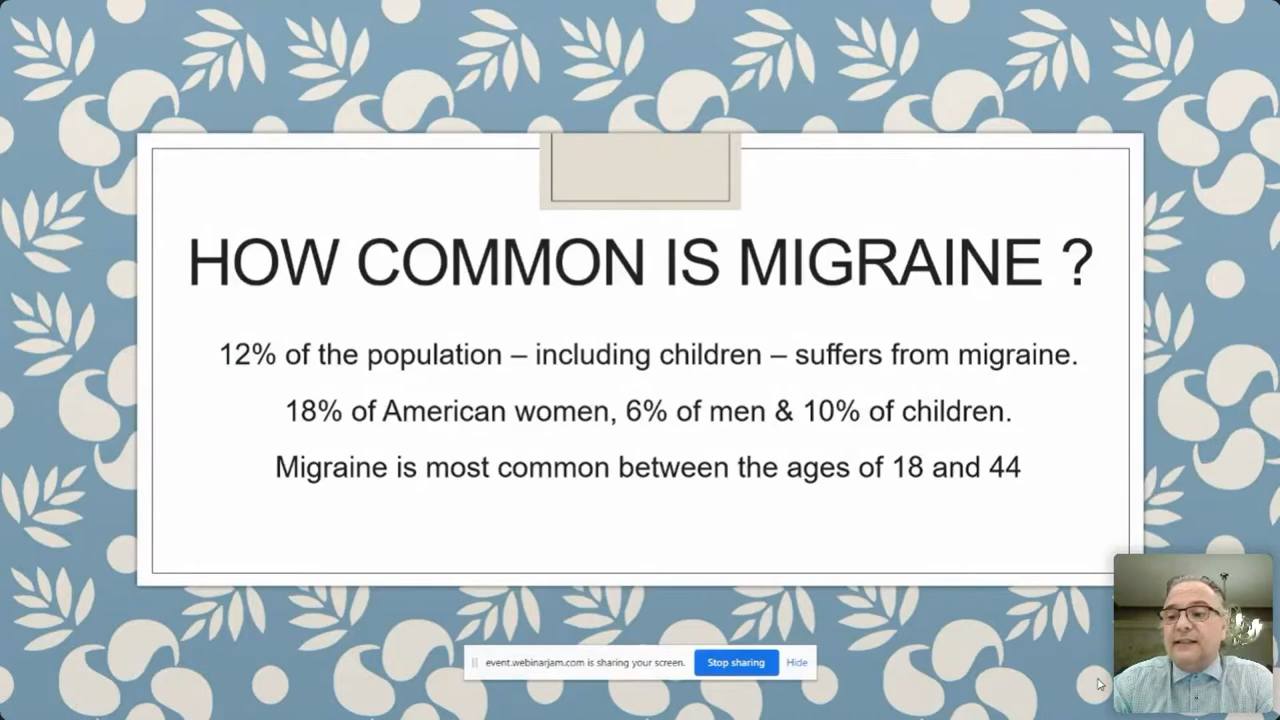 HOW COMMON IS MIGRAINE ?
12% of the population – including children – suffers from migraine.
18% of American women, 6% of men & 10% of children.
Migraine is most common between the ages of 18 and 44
event.webinarjam.com is sharing your screen. Stop sharing Hide